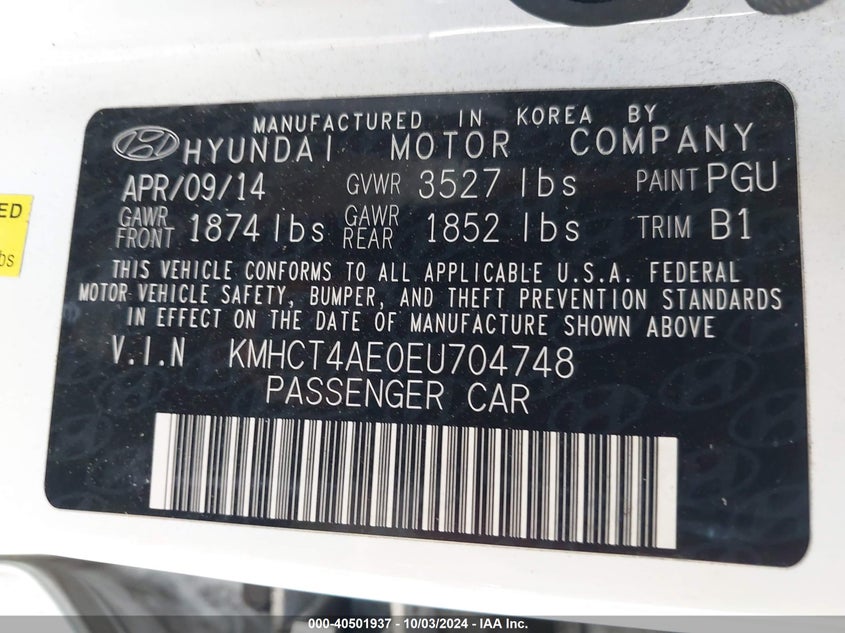 MANUFACTURED IN KOREA BY
HYUNDAI MOTOR COMPANY
APR/09/14 GVWR 3527 lbs PAINT PGU
GAWR FRONT 1874 lbs GAWR REAR 1852 lbs TRIM B1
THIS VEHICLE CONFORMS TO ALL APPLICABLE U.S.A. FEDERAL
MOTOR VEHICLE SAFETY, BUMPER, AND THEFT PREVENTION STANDARDS
IN EFFECT ON THE DATE OF MANUFACTURE SHOWN ABOVE
V.I.N KMHCT4AE0EU704748
PASSENGER CAR
ED
bs
000-40501937 - 10/03/2024 - IAA Inc.